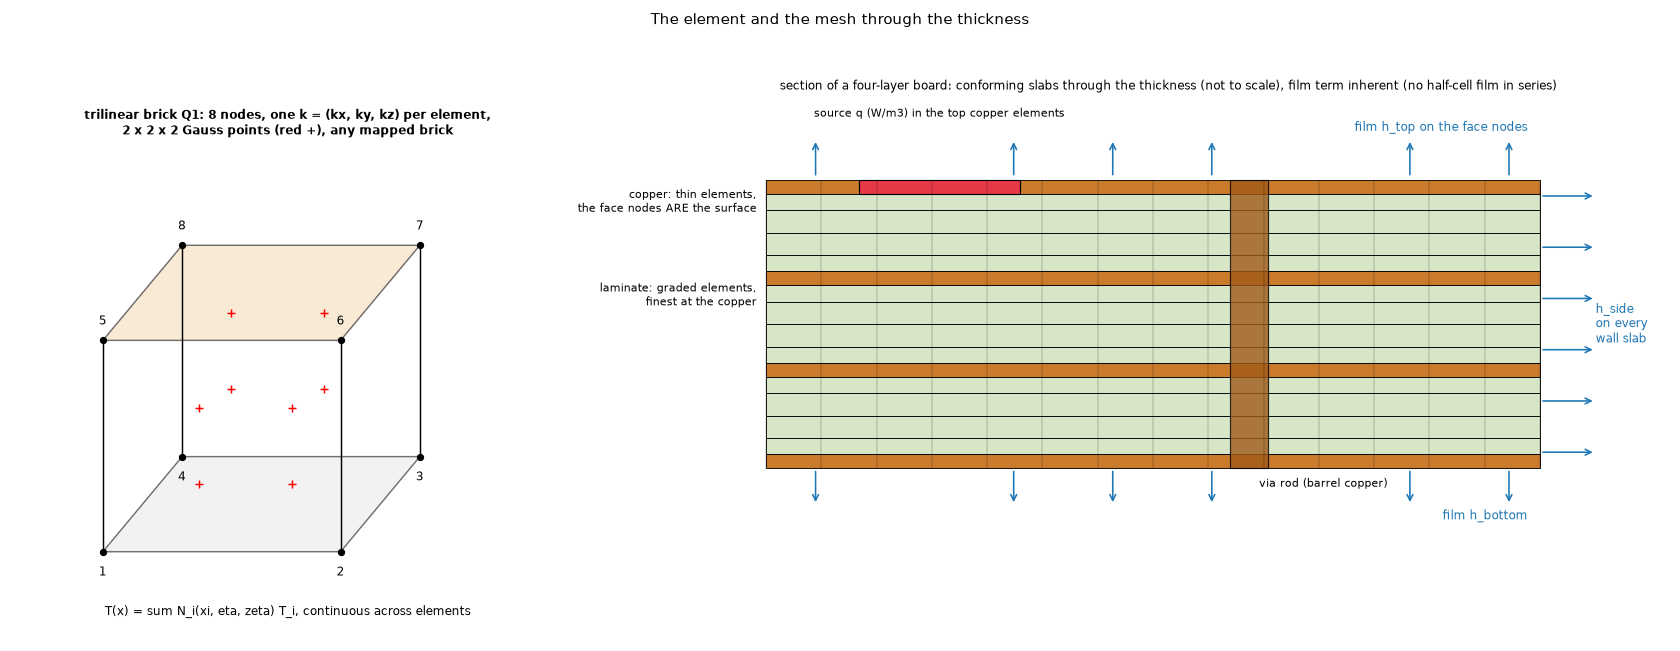 The element and the mesh through the thickness
trilinear brick Q1: 8 nodes, one k = (kx, ky, kz) per element,
2 x 2 x 2 Gauss points (red +), any mapped brick
8
7
5
6
4
3
1
2
T(x) = sum N_i(xi, eta, zeta) T_i, continuous across elements
section of a four-layer board: conforming slabs through the thickness (not to scale), film term inherent (no half-cell film in series)
source q (W/m3) in the top copper elements
film h_top on the face nodes
copper: thin elements,
the face nodes ARE the surface
laminate: graded elements,
finest at the copper
h_side
on every
wall slab
via rod (barrel copper)
film h_bottom